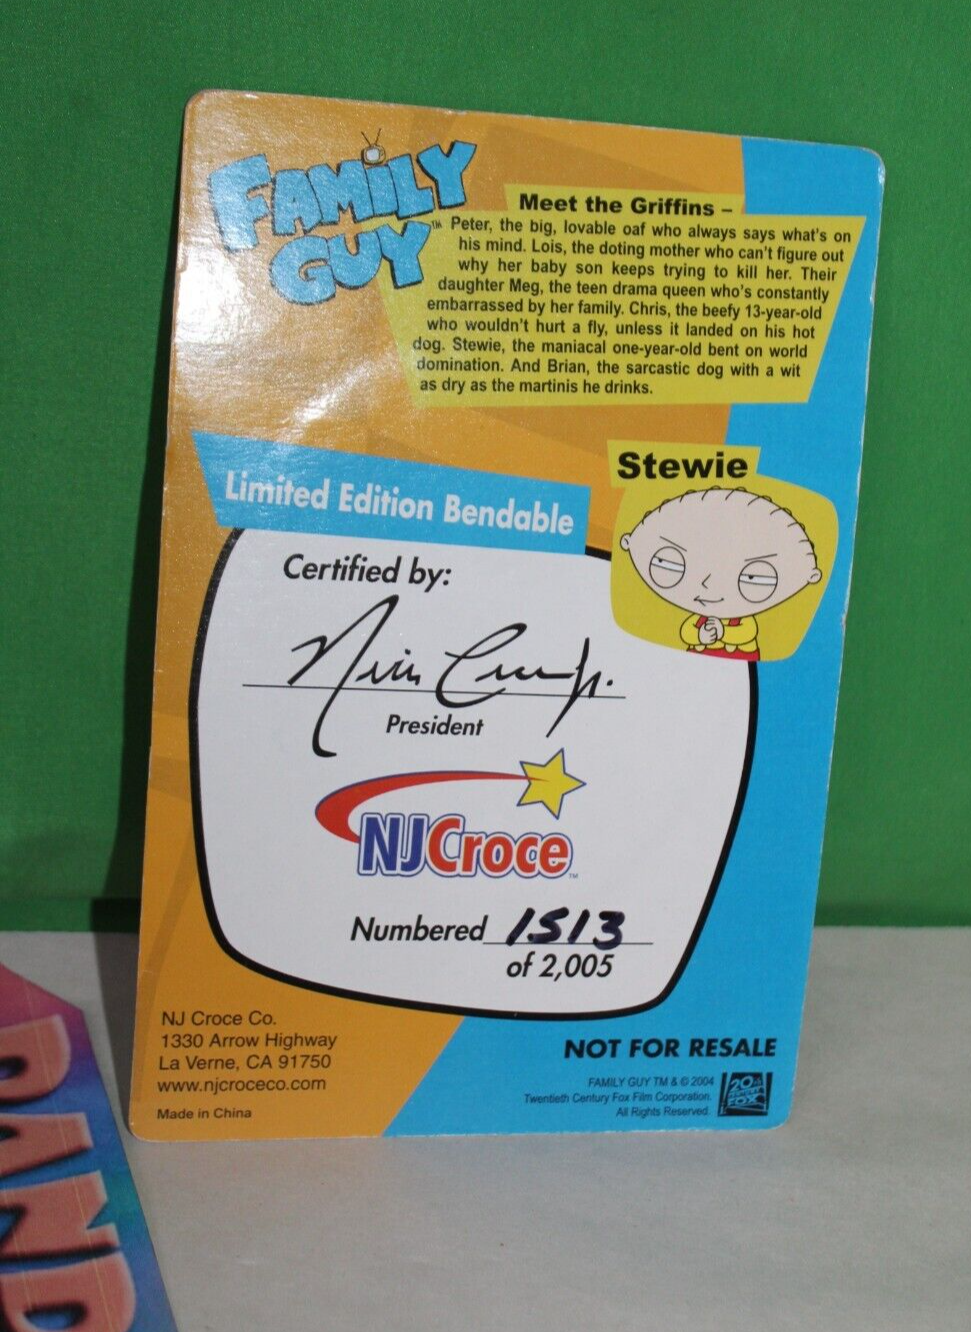 FAMILY
GUY™
Meet the Griffins –
Peter, the big, lovable oaf who always says what's on
his mind. Lois, the doting mother who can't figure out
why her baby son keeps trying to kill her. Their
daughter Meg, the teen drama queen who's constantly
embarrassed by her family. Chris, the beefy 13-year-old
who wouldn't hurt a fly, unless it landed on his hot
dog. Stewie, the maniacal one-year-old bent on world
domination. And Brian, the sarcastic dog with a wit
as dry as the martinis he drinks.
Stewie
Limited Edition Bendable
Certified by:
President
NJCroce™
Numbered 1513
of 2,005
NJ Croce Co.
1330 Arrow Highway
La Verne, CA 91750
www.njcroceco.com
Made in China
NOT FOR RESALE
FAMILY GUY TM & © 2004
Twentieth Century Fox Film Corporation.
All Rights Reserved.
20th
CENTURY
FOX